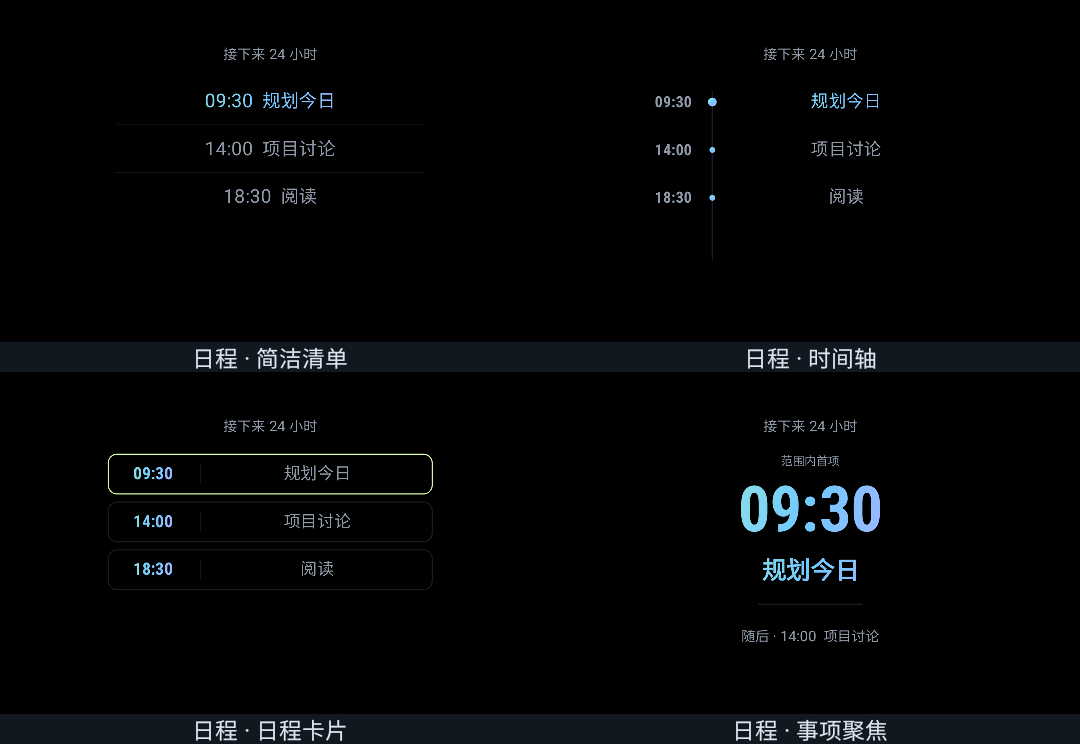 接下来 24 小时
09:30 规划今日
14:00 项目讨论
18:30 阅读
日程 · 简洁清单
接下来 24 小时
09:30 规划今日
14:00 项目讨论
18:30 阅读
日程 · 时间轴
接下来 24 小时
09:30 规划今日
14:00 项目讨论
18:30 阅读
日程 · 日程卡片
接下来 24 小时
范围内首项
09:30
规划今日
随后 · 14:00 项目讨论
日程 · 事项聚焦